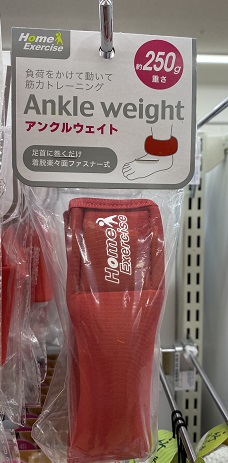 Home
Exercise
約250g
重さ
負荷をかけて動いて
筋力トレーニング
Ankle weight
アンクルウェイト
足首に巻くだけ
着脱楽々面ファスナー式
Home
Exercise